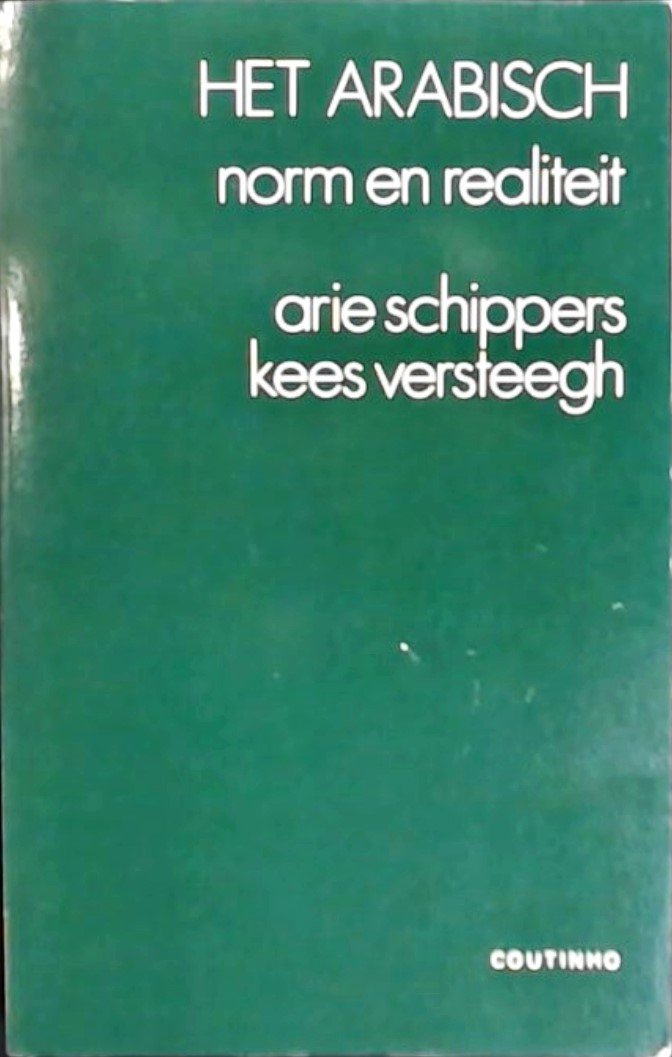 HET ARABISCH
norm en realiteit
arie schippers
kees versteegh
COUTINHO